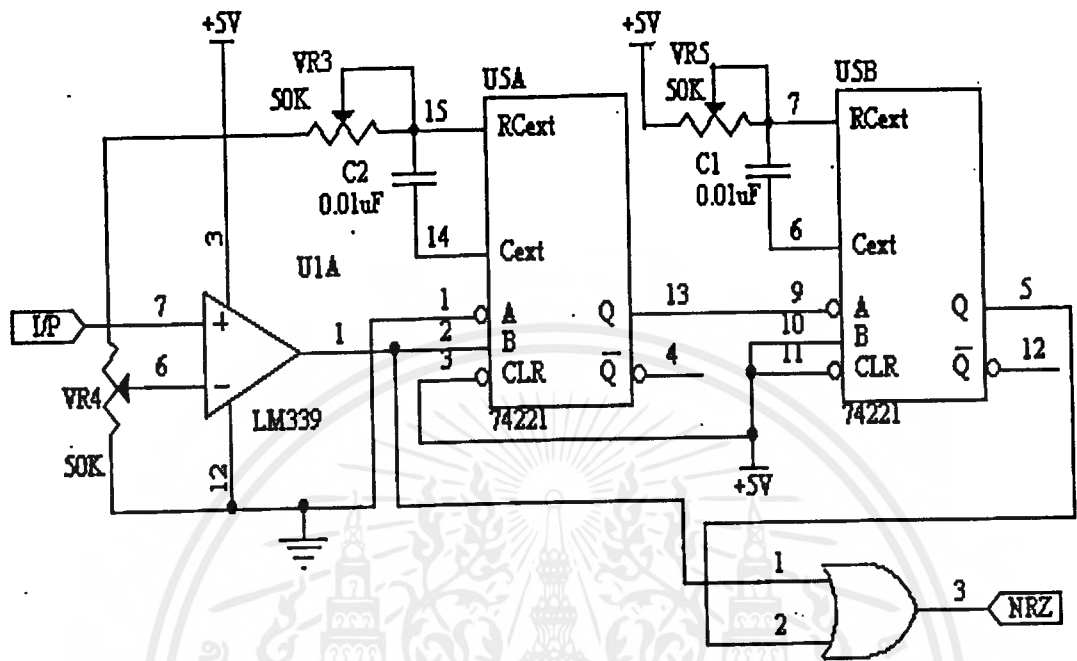 +5V
+5V
VR3
50K
U5A
15
RCext
C2
0.01uF
14
Cext
U1A
3
I/P
7
6
VR4
50K
+
-
LM339
12
1
1
A
2
B
3
CLR
Q
13
Q
4
74221
VR5
50K
U5B
7
RCext
C1
0.01uF
6
Cext
9
A
10
B
11
CLR
Q
5
Q
12
74221
+5V
1
2
3
NRZ